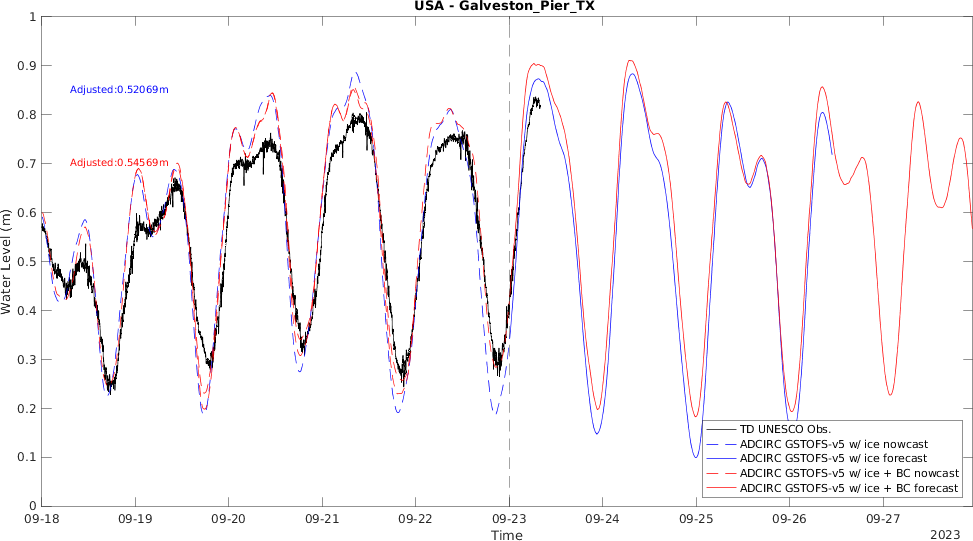 USA - Galveston_Pier_TX
1
0.9
0.8
0.7
0.6
0.5
0.4
0.3
0.2
0.1
0
Water Level (m)
Adjusted:0.52069m
Adjusted:0.54569m
TD UNESCO Obs.
ADCIRC GSTOFS-v5 w/ ice nowcast
ADCIRC GSTOFS-v5 w/ ice forecast
ADCIRC GSTOFS-v5 w/ ice + BC nowcast
ADCIRC GSTOFS-v5 w/ ice + BC forecast
09-18 09-19 09-20 09-21 09-22 09-23 09-24 09-25 09-26 09-27
Time
2023